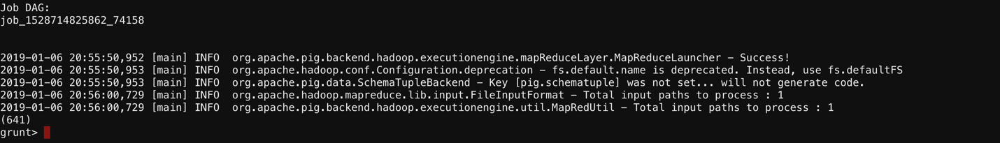 Job DAG:
job_1528714825862_74158
2019-01-06 20:55:50,952 [main] INFO  org.apache.pig.backend.hadoop.executionengine.mapReduceLayer.MapReduceLauncher - Success!
2019-01-06 20:55:50,953 [main] INFO  org.apache.hadoop.conf.Configuration.deprecation - fs.default.name is deprecated. Instead, use fs.defaultFS
2019-01-06 20:55:50,953 [main] INFO  org.apache.pig.data.SchemaTupleBackend - Key [pig.schematuple] was not set... will not generate code.
2019-01-06 20:56:00,729 [main] INFO  org.apache.hadoop.mapreduce.lib.input.FileInputFormat - Total input paths to process : 1
2019-01-06 20:56:00,729 [main] INFO  org.apache.pig.backend.hadoop.executionengine.util.MapRedUtil - Total input paths to process : 1
(641)
grunt>